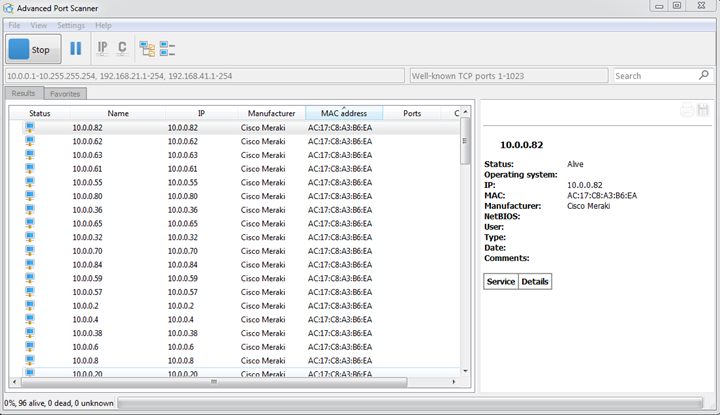 Advanced Port Scanner
File View Settings Help
Stop IP C
10.0.0.1-10.255.255.254, 192.168.21.1-254, 192.168.41.1-254 Well-known TCP ports 1-1023 Search
Results Favorites
Status Name IP Manufacturer MAC address Ports C
10.0.0.82 10.0.0.82 Cisco Meraki AC:17:C8:A3:B6:EA
10.0.0.62 10.0.0.62 Cisco Meraki AC:17:C8:A3:B6:EA
10.0.0.63 10.0.0.63 Cisco Meraki AC:17:C8:A3:B6:EA
10.0.0.61 10.0.0.61 Cisco Meraki AC:17:C8:A3:B6:EA
10.0.0.55 10.0.0.55 Cisco Meraki AC:17:C8:A3:B6:EA
10.0.0.80 10.0.0.80 Cisco Meraki AC:17:C8:A3:B6:EA
10.0.0.36 10.0.0.36 Cisco Meraki AC:17:C8:A3:B6:EA
10.0.0.65 10.0.0.65 Cisco Meraki AC:17:C8:A3:B6:EA
10.0.0.32 10.0.0.32 Cisco Meraki AC:17:C8:A3:B6:EA
10.0.0.70 10.0.0.70 Cisco Meraki AC:17:C8:A3:B6:EA
10.0.0.84 10.0.0.84 Cisco Meraki AC:17:C8:A3:B6:EA
10.0.0.59 10.0.0.59 Cisco Meraki AC:17:C8:A3:B6:EA
10.0.0.57 10.0.0.57 Cisco Meraki AC:17:C8:A3:B6:EA
10.0.0.2 10.0.0.2 Cisco Meraki AC:17:C8:A3:B6:EA
10.0.0.4 10.0.0.4 Cisco Meraki AC:17:C8:A3:B6:EA
10.0.0.38 10.0.0.38 Cisco Meraki AC:17:C8:A3:B6:EA
10.0.0.6 10.0.0.6 Cisco Meraki AC:17:C8:A3:B6:EA
10.0.0.8 10.0.0.8 Cisco Meraki AC:17:C8:A3:B6:EA
10.0.0.20 10.0.0.20 Cisco Meraki AC:17:C8:A3:B6:EA
10.0.0.82
Status: Alive
Operating system:
IP: 10.0.0.82
MAC: AC:17:C8:A3:B6:EA
Manufacturer: Cisco Meraki
NetBIOS:
User:
Type:
Date:
Comments:
Service Details
0%, 96 alive, 0 dead, 0 unknown